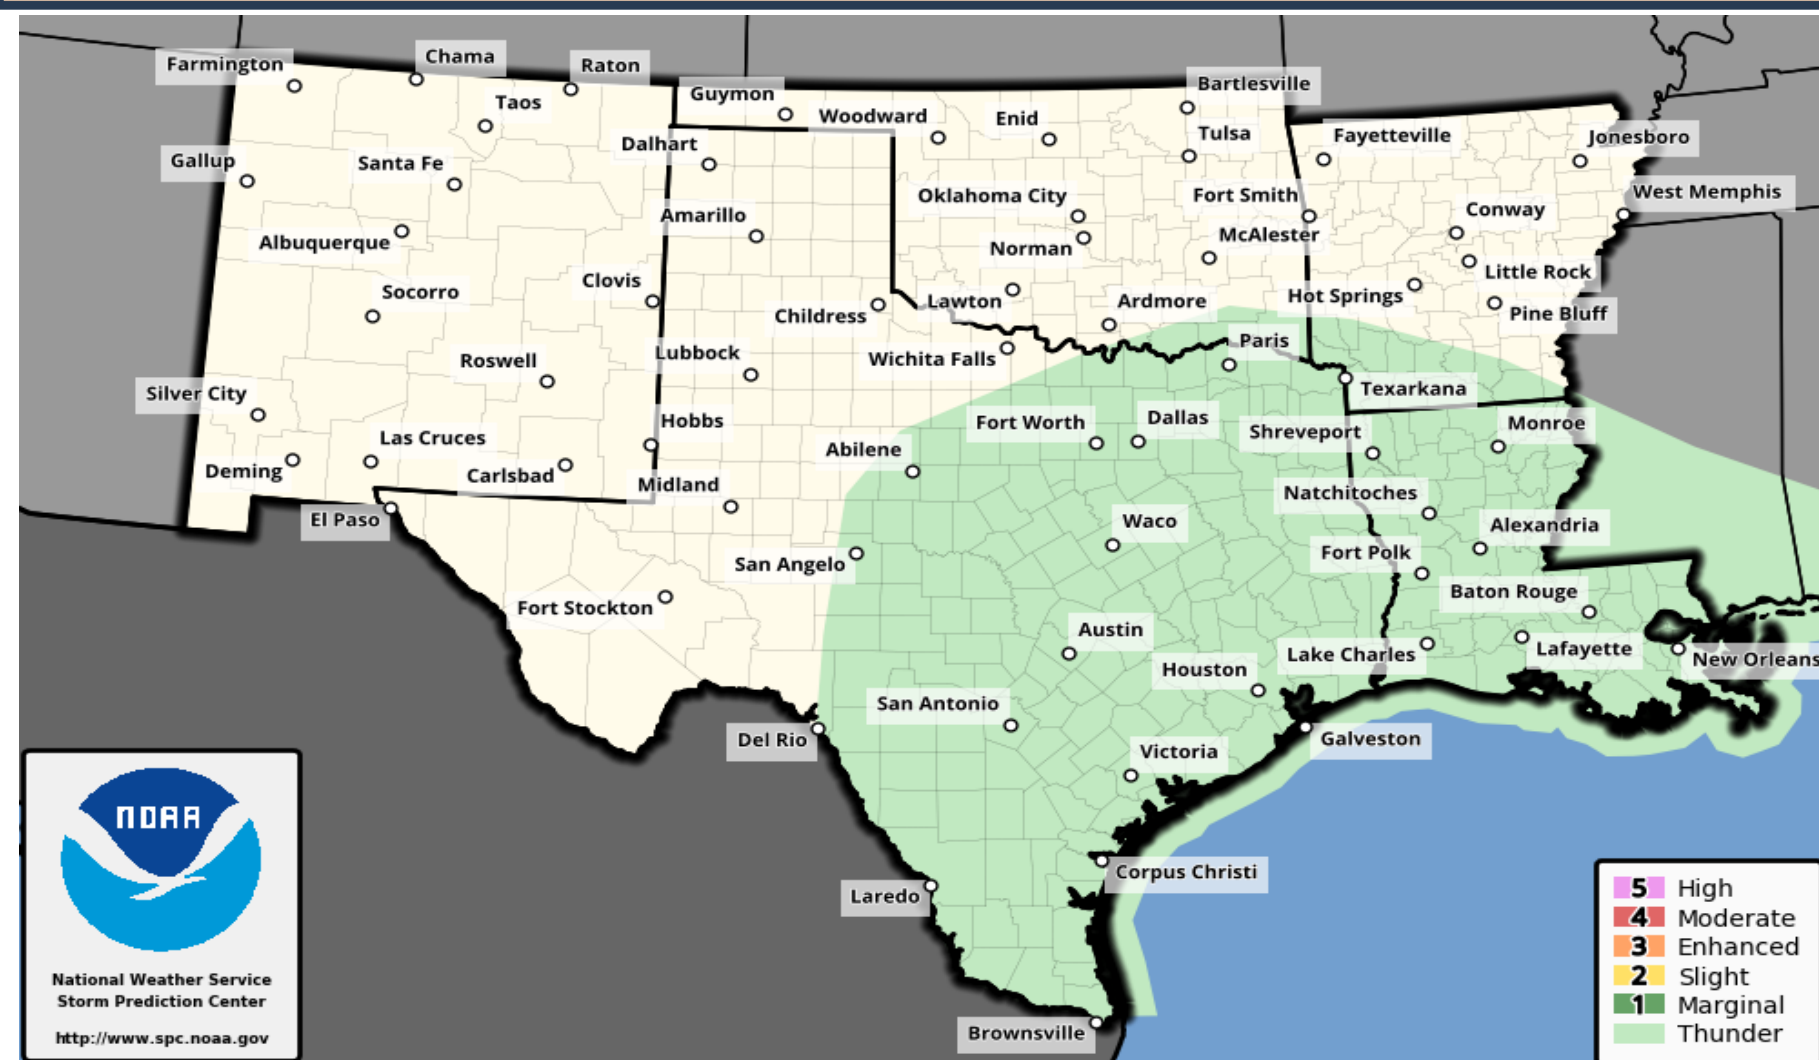 Farmington
Chama
Raton
Guymon
Bartlesville
Taos
Woodward
Enid
Tulsa
Fayetteville
Jonesboro
Dalhart
Gallup
Santa Fe
Oklahoma City
Fort Smith
West Memphis
Amarillo
Conway
Albuquerque
Norman
McAlester
Socorro
Clovis
Little Rock
Childress
Lawton
Ardmore
Hot Springs
Pine Bluff
Roswell
Lubbock
Wichita Falls
Paris
Silver City
Texarkana
Las Cruces
Hobbs
Fort Worth
Dallas
Shreveport
Monroe
Deming
Carlsbad
Midland
Abilene
Natchitoches
El Paso
Waco
Alexandria
San Angelo
Fort Polk
Fort Stockton
Baton Rouge
Austin
Lake Charles
Lafayette
New Orleans
Houston
San Antonio
Del Rio
Victoria
Galveston
Corpus Christi
Laredo
Brownsville
NOAA
National Weather Service
Storm Prediction Center
http://www.spc.noaa.gov
5 High
4 Moderate
3 Enhanced
2 Slight
1 Marginal
Thunder